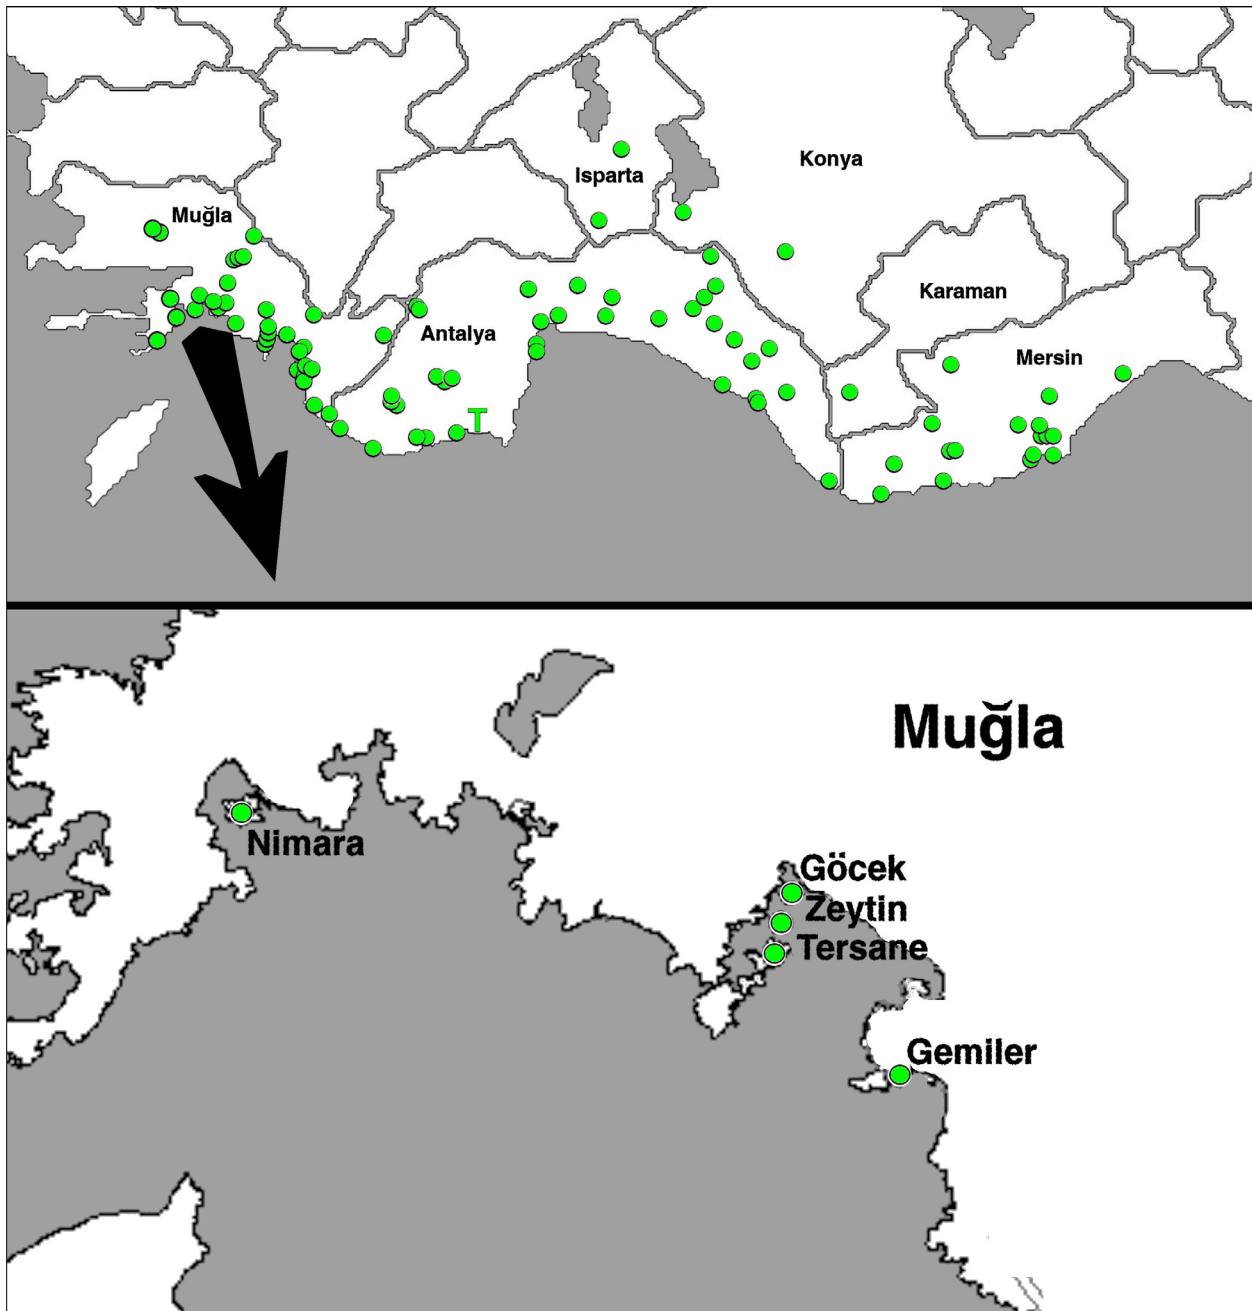 Konya
Isparta
Muğla
Karaman
Antalya
Mersin
T
Muğla
Nimara
Göcek
Zeytin
Tersane
Gemiler